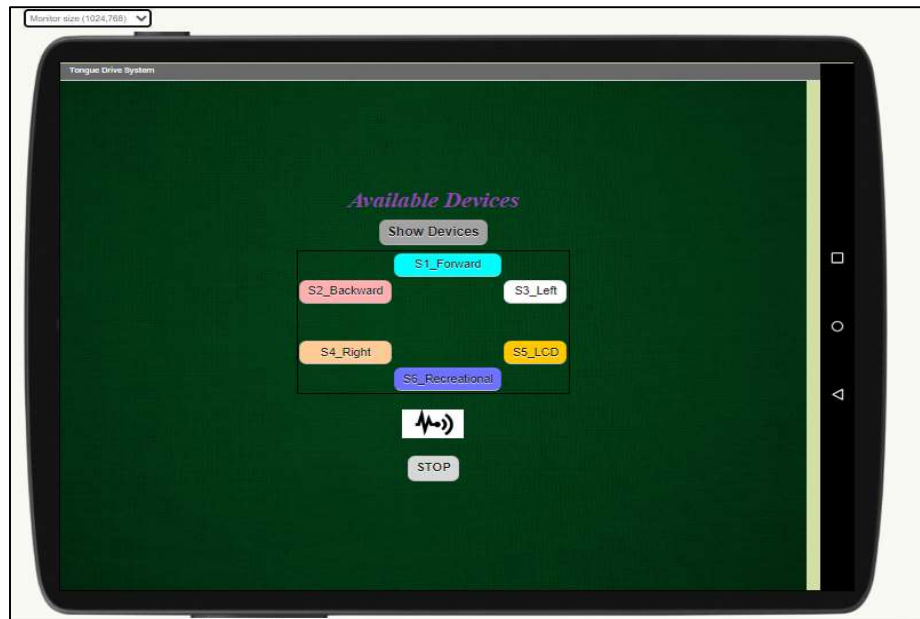 Monitor size (1024,768)
Tongue Drive System
Available Devices
Show Devices
S1_Forward
S2_Backward
S3_Left
S4_Right
S5_LCD
S6_Recreational
STOP